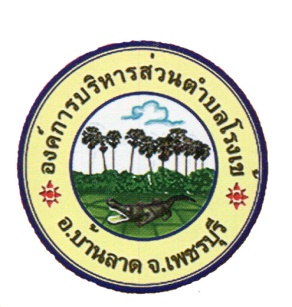 องค์การบริหารส่วนตำบลโรงเข้
อ.บ้านลาด จ.เพชรบุรี